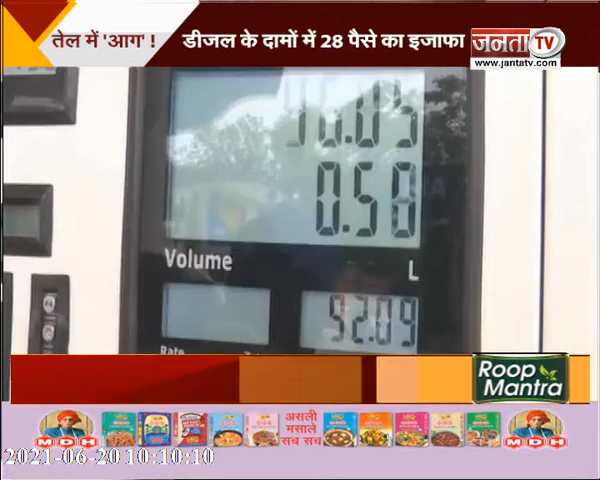 तेल में 'आग' ! डीजल के दामों में 28 पैसे का इजाफा
जनता TV
www.jantatv.com
0.58
Volume L
92.09
Rate
Roop Mantra
असली मसाले सच सच
MDH MDH
2021-06-20 10:10:10